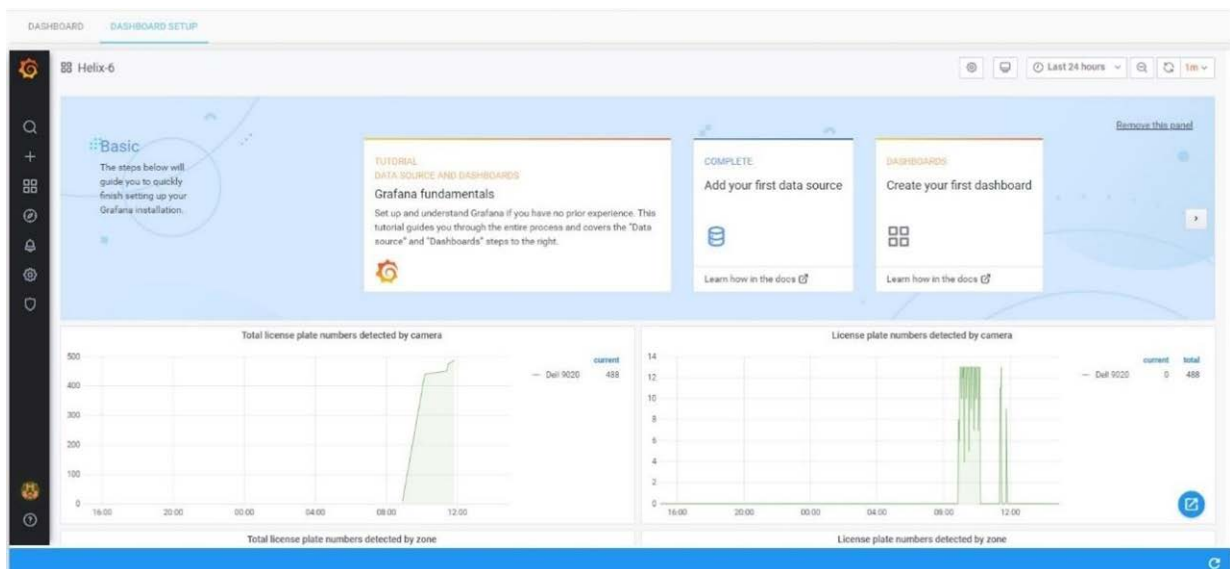 DASHBOARD
DASHBOARD SETUP
Helix-6
Last 24 hours
1m
Remove this panel
Basic
The steps below will
guide you to quickly
finish setting up your
Grafana installation.
TUTORIAL
DATA SOURCE AND DASHBOARDS
Grafana fundamentals
Set up and understand Grafana if you have no prior experience. This
tutorial guides you through the entire process and covers the "Data
source" and "Dashboards" steps to the right.
COMPLETE
Add your first data source
Learn how in the docs
DASHBOARDS
Create your first dashboard
Learn how in the docs
Total license plate numbers detected by camera
500
400
300
200
100
0
16:00 20:00 00:00 04:00 08:00 12:00
current
Dell 9020 488
License plate numbers detected by camera
14
12
10
8
6
4
2
0
16:00 20:00 00:00 04:00 08:00 12:00
current total
Dell 9020 0 488
Total license plate numbers detected by zone
License plate numbers detected by zone